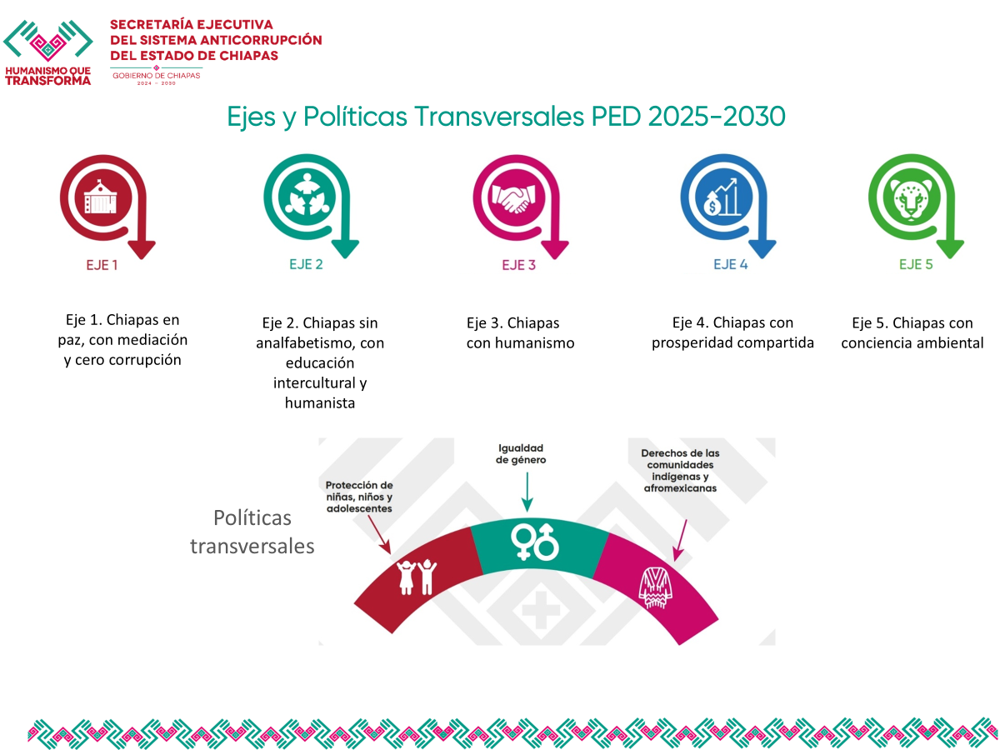 HUMANISMO QUE
TRANSFORMA
SECRETARÍA EJECUTIVA
DEL SISTEMA ANTICORRUPCIÓN
DEL ESTADO DE CHIAPAS
GOBIERNO DE CHIAPAS
2024 - 2030
Ejes y Políticas Transversales PED 2025-2030
EJE 1
EJE 2
EJE 3
EJE 4
EJE 5
Eje 1. Chiapas en
paz, con mediación
y cero corrupción
Eje 2. Chiapas sin
analfabetismo, con
educación
intercultural y
humanista
Eje 3. Chiapas
con humanismo
Eje 4. Chiapas con
prosperidad compartida
Eje 5. Chiapas con
conciencia ambiental
Políticas
transversales
Protección de
niñas, niños y
adolescentes
Igualdad
de género
Derechos de las
comunidades
indígenas y
afromexicanas
$